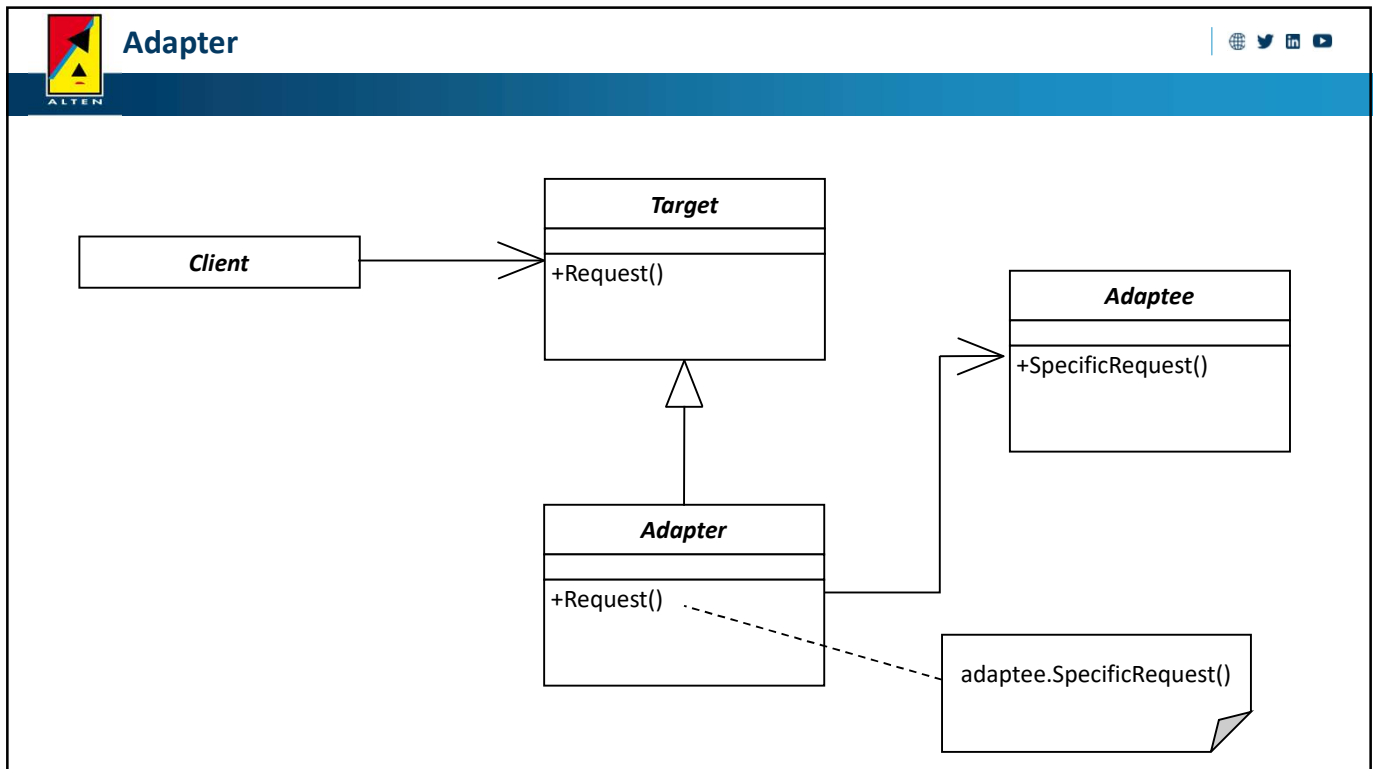 Adapter
ALTEN
Target
+Request()
Client
Adaptee
+SpecificRequest()
Adapter
+Request()
adaptee.SpecificRequest()